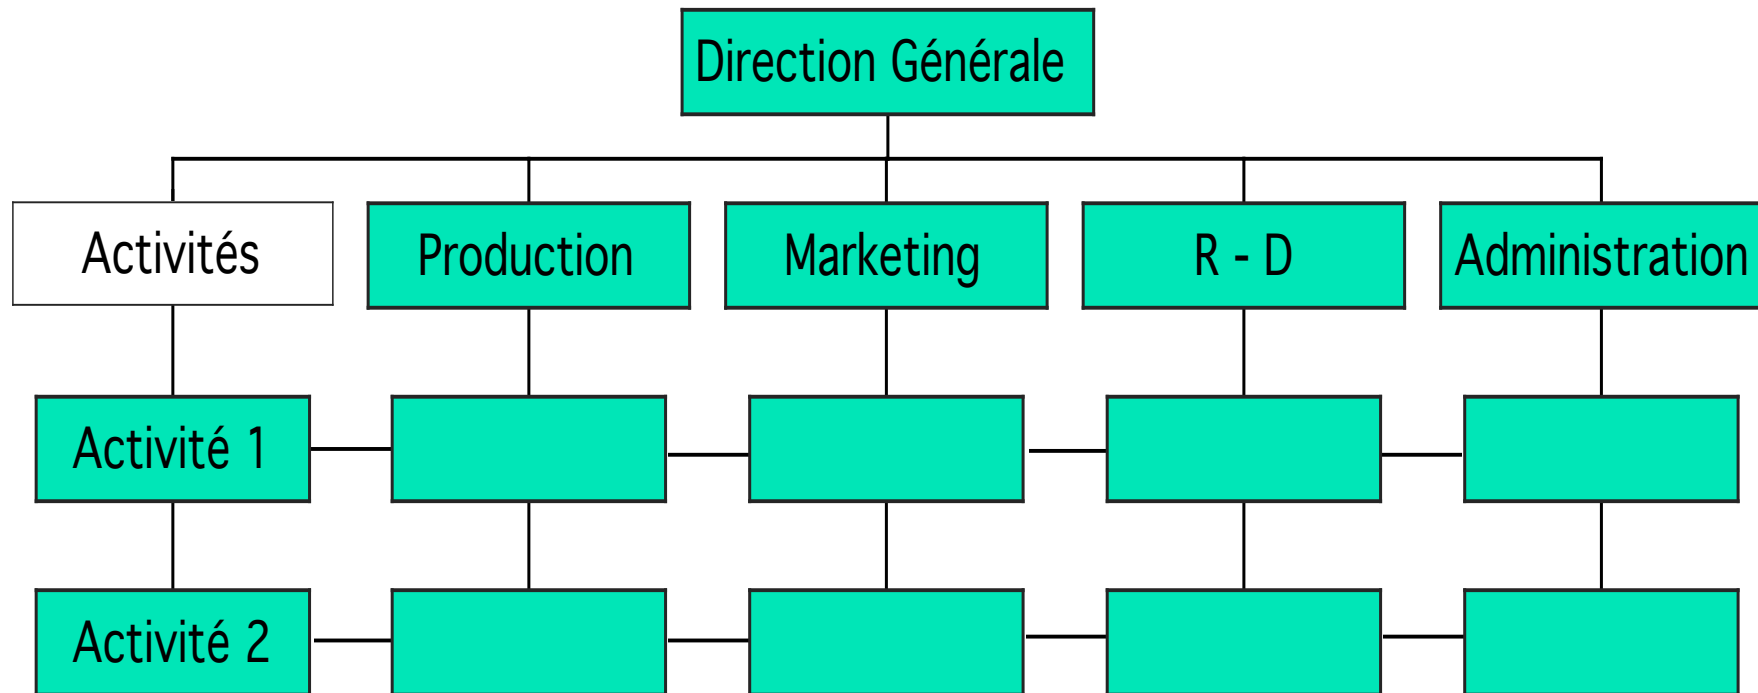 Direction Générale
Activités
Production
Marketing
R - D
Administration
Activité 1
Activité 2